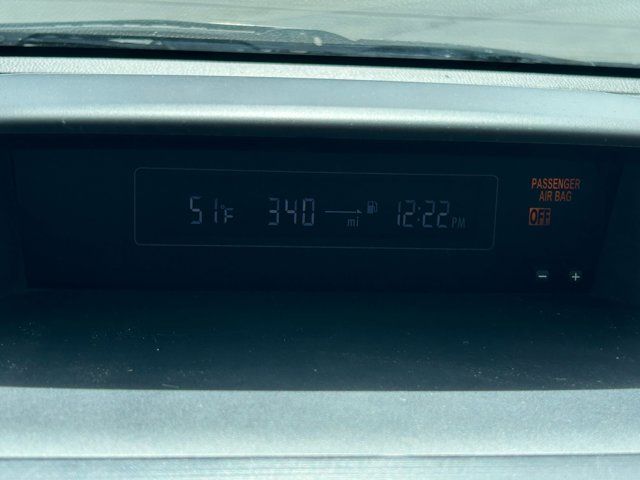 51°F 340 mi 12:22 PM
PASSENGER
AIR BAG
OFF
- +